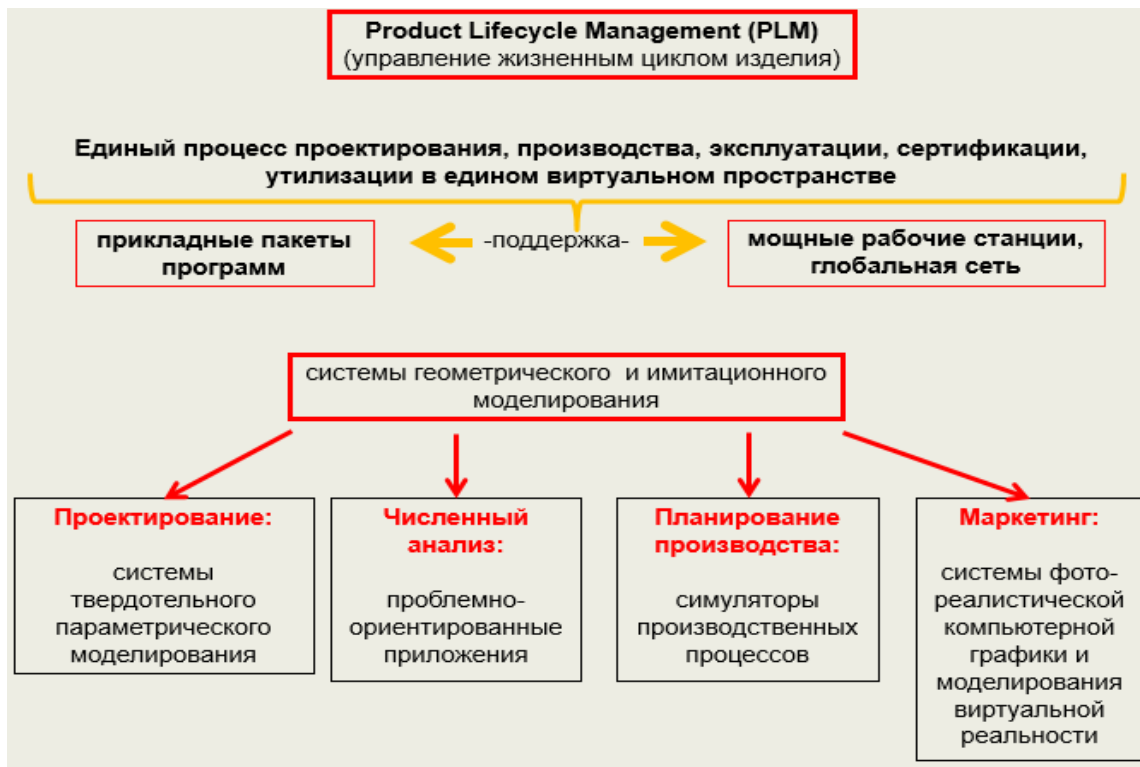 Product Lifecycle Management (PLM)
(управление жизненным циклом изделия)
Единый процесс проектирования, производства, эксплуатации, сертификации,
утилизации в едином виртуальном пространстве
прикладные пакеты
программ
-поддержка-
мощные рабочие станции,
глобальная сеть
системы геометрического и имитационного
моделирования
Проектирование:
системы
твердотельного
параметрического
моделирования
Численный
анализ:
проблемно-
ориентированные
приложения
Планирование
производства:
симуляторы
производственных
процессов
Маркетинг:
системы фото-
реалистической
компьютерной
графики и
моделирования
виртуальной
реальности